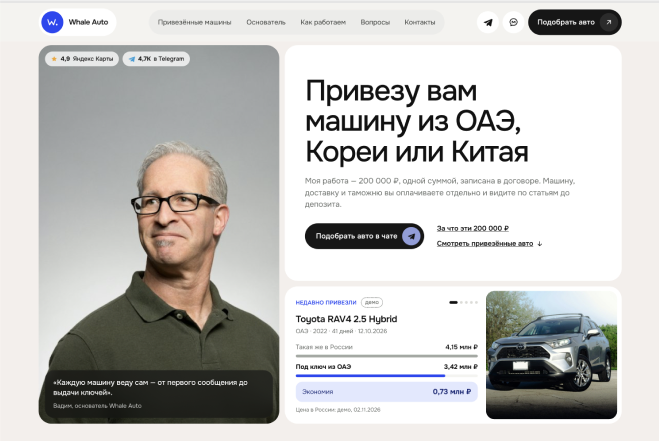 w.
Whale Auto
Привезённые машины
Основатель
Как работаем
Вопросы
Контакты
Подобрать авто
4,9 Яндекс Карты
4,7K в Telegram
«Каждую машину веду сам — от первого сообщения до
выдачи ключей».
Вадим, основатель Whale Auto
Привезу вам
машину из ОАЭ,
Кореи или Китая
Моя работа — 200 000 ₽, одной суммой, записана в договоре. Машину,
доставку и таможню вы оплачиваете отдельно и видите по статьям до
депозита.
Подобрать авто в чате
За что эти 200 000 ₽
Смотреть привезённые авто ↓
НЕДАВНО ПРИВЕЗЛИ
демо
Toyota RAV4 2.5 Hybrid
ОАЭ · 2022 · 41 дней · 12.10.2026
Такая же в России 4,15 млн ₽
Под ключ из ОАЭ 3,42 млн ₽
Экономия 0,73 млн ₽
Цена в России, демо, 02.11.2026